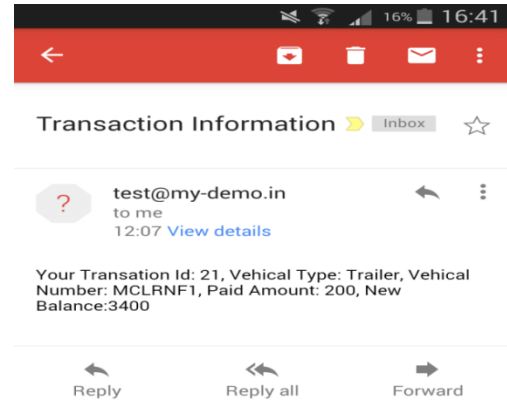 16% 16:41
Transaction Information Inbox
?
test@my-demo.in
to me
12:07 View details
Your Transation Id: 21, Vehical Type: Trailer, Vehical
Number: MCLRNF1, Paid Amount: 200, New
Balance:3400
Reply Reply all Forward